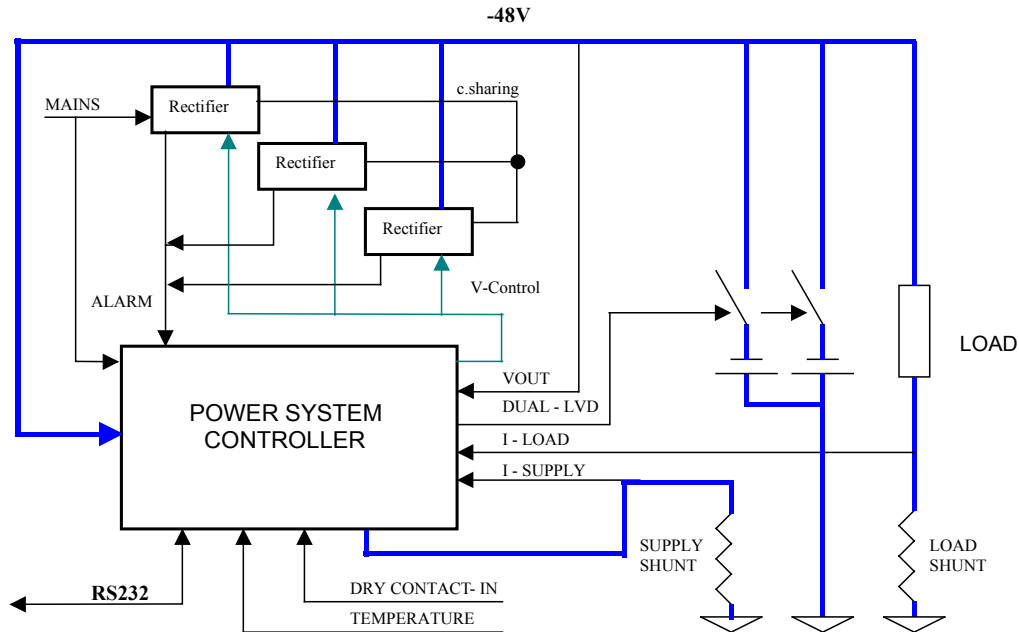 -48V
c.sharing
MAINS
Rectifier
Rectifier
Rectifier
V-Control
ALARM
LOAD
VOUT
DUAL - LVD
POWER SYSTEM
CONTROLLER
I - LOAD
I - SUPPLY
SUPPLY
SHUNT
LOAD
SHUNT
RS232
DRY CONTACT- IN
TEMPERATURE